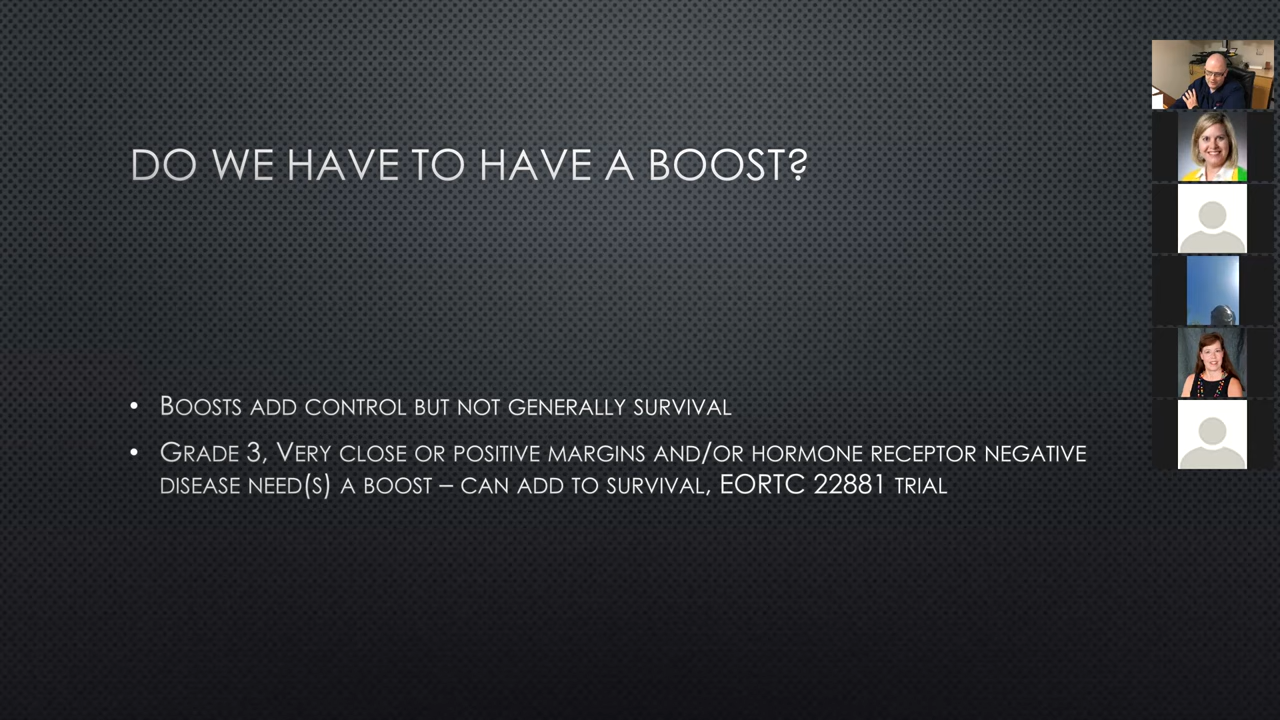 DO WE HAVE TO HAVE A BOOST?
• BOOSTS ADD CONTROL BUT NOT GENERALLY SURVIVAL
• GRADE 3, VERY CLOSE OR POSITIVE MARGINS AND/OR HORMONE RECEPTOR NEGATIVE
DISEASE NEED(S) A BOOST – CAN ADD TO SURVIVAL, EORTC 22881 TRIAL